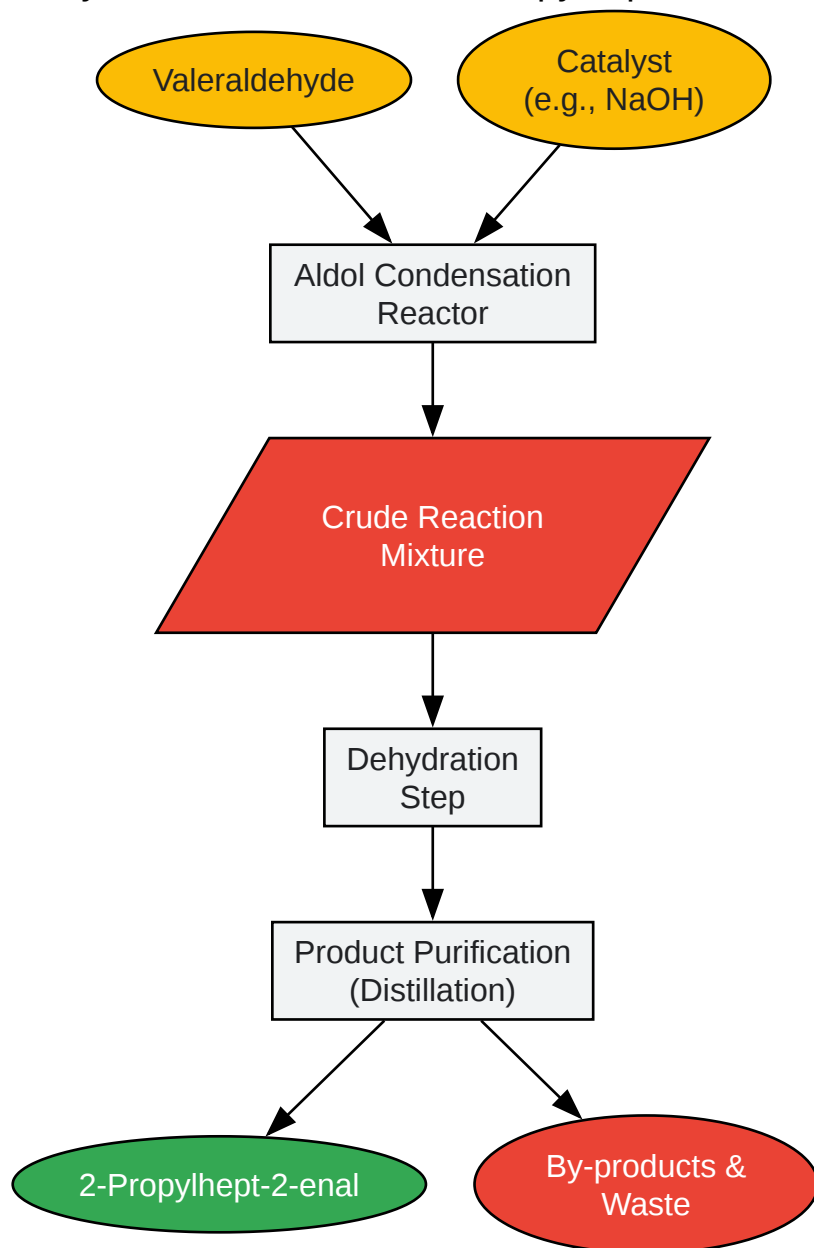 Valeraldehyde
Catalyst
(e.g., NaOH)
Aldol Condensation
Reactor
Crude Reaction
Mixture
Dehydration
Step
Product Purification
(Distillation)
2-Propylhept-2-enal
By-products &
Waste